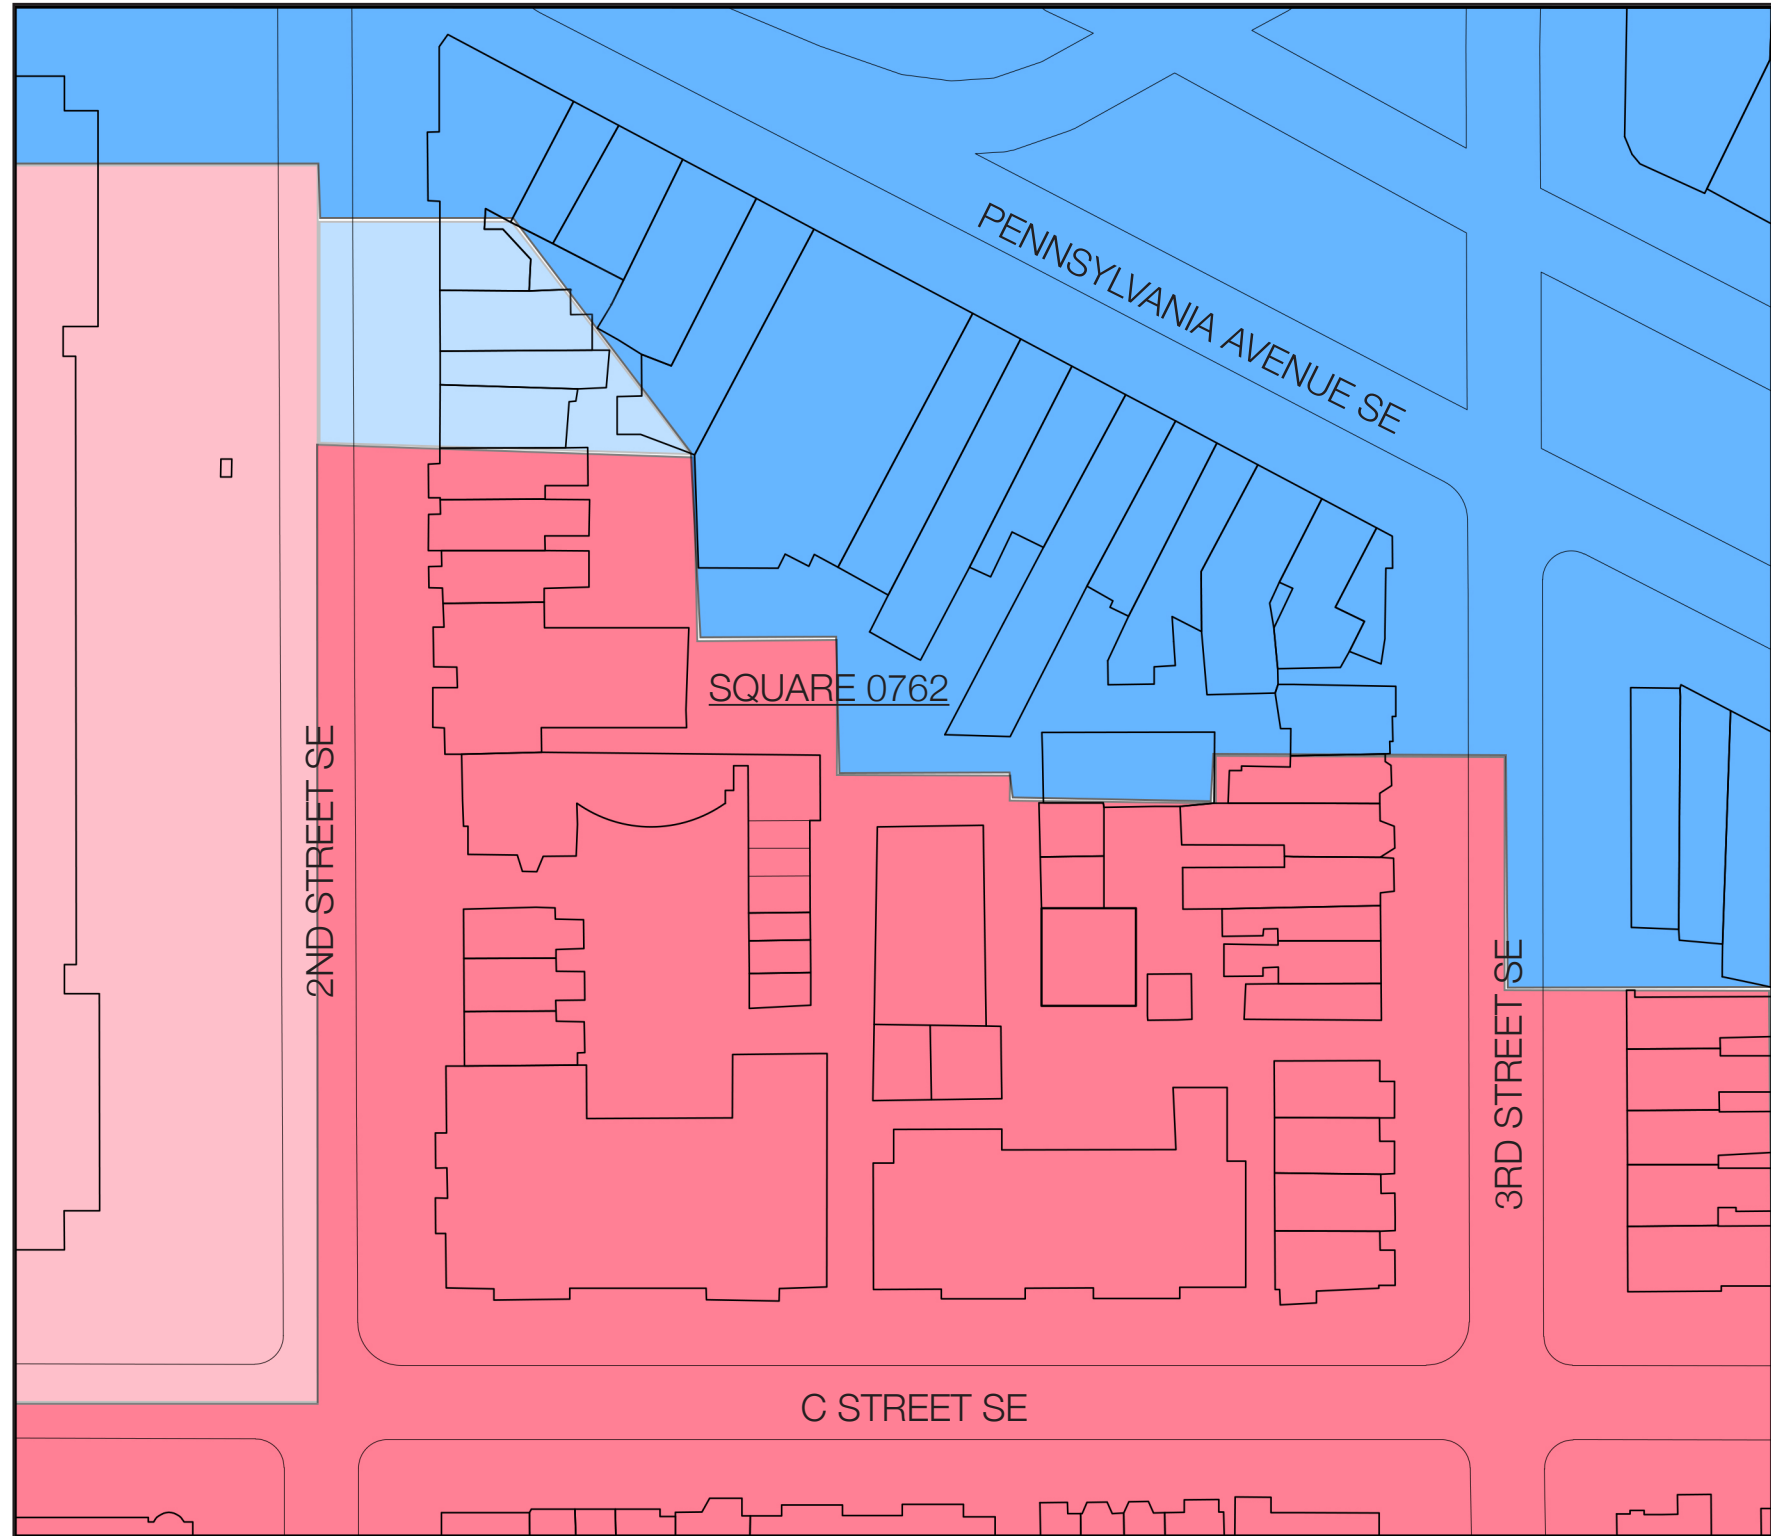 PENNSYLVANIA AVENUE SE
SQUARE 0762
2ND STREET SE
3RD STREET SE
C STREET SE